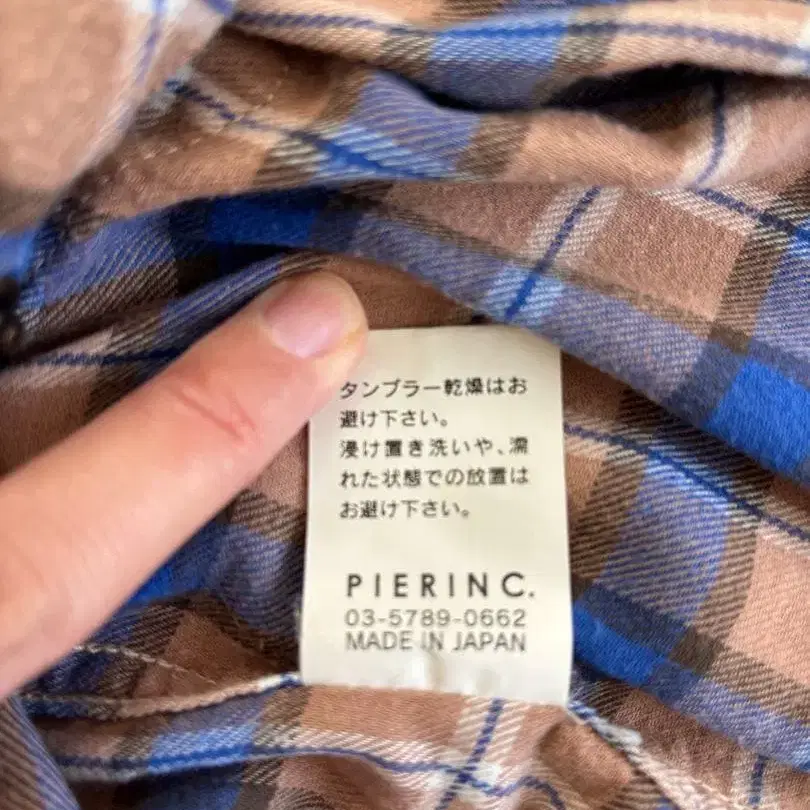 タンブラー乾燥はお
避け下さい。
浸け置き洗いや、濡
れた状態での放置は
お避け下さい。
PIERINC.
03-5789-0662
MADE IN JAPAN